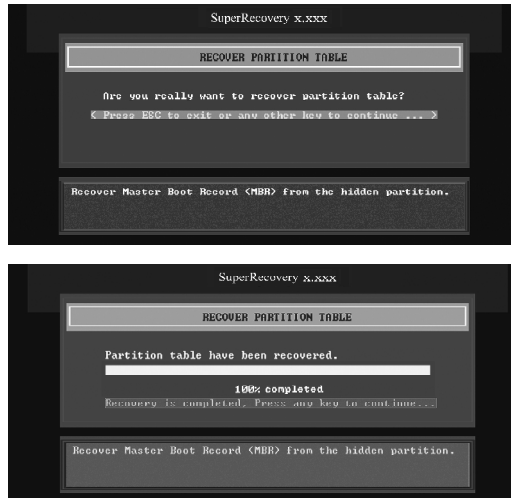 SuperRecovery x.xxx
RECOVER PARTITION TABLE
Are you really want to recover partition table?
< Press ESC to exit or any other key to continue ... >
Recover Master Boot Record <MBR> from the hidden partition.
SuperRecovery x.xxx
RECOVER PARTITION TABLE
Partition table have been recovered.
100% completed
Recovery is completed, Press any key to continue...
Recover Master Boot Record <MBR> from the hidden partition.